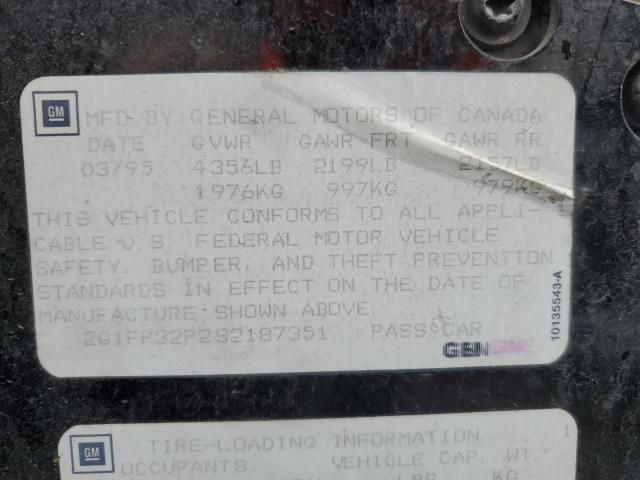 GM MFD BY GENERAL MOTORS OF CANADA
DATE GVWR GAWR FRT GAWR RR
03/95 4356LB 2199LB 2157LB
1976KG 997KG 979KG
THIS VEHICLE CONFORMS TO ALL APPLI-
CABLE U.S. FEDERAL MOTOR VEHICLE
SAFETY, BUMPER, AND THEFT PREVENTION
STANDARDS IN EFFECT ON THE DATE OF
MANUFACTURE SHOWN ABOVE.
2G1FP32P2S2187351 PASS CAR
10135543-A
GM TIRE-LOADING INFORMATION 1
OCCUPANTS VEHICLE CAP. WT.
LBS KG